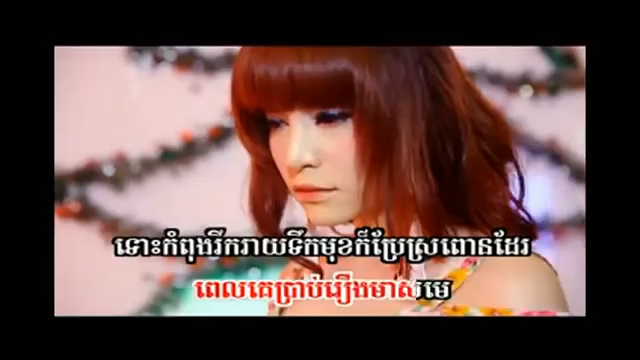 ទោះកំពុងរីករាយទឹកមុខក៏ប្រែស្រពោនដែរ
ពេលគេប្រាប់រឿងមាសមេ